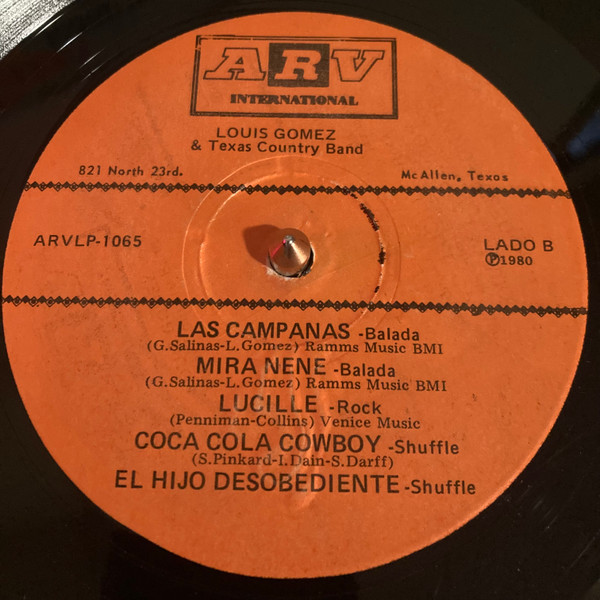 ARV
INTERNATIONAL
LOUIS GOMEZ
& Texas Country Band
821 North 23rd.
McAllen, Texos
ARVLP-1065
LADO B
Ⓟ1980
LAS CAMPANAS -Balada
(G.Salinas-L.Gomez) Ramms Music BMI
MIRA NENE -Balada
(G.Salinas-L.Gomez) Ramms Music BMI
LUCILLE -Rock
(Penniman-Collins) Venice Music
COCA COLA COWBOY -Shuffle
(S.Pinkard-I.Dain-S.Darff)
EL HIJO DESOBEDIENTE -Shuffle